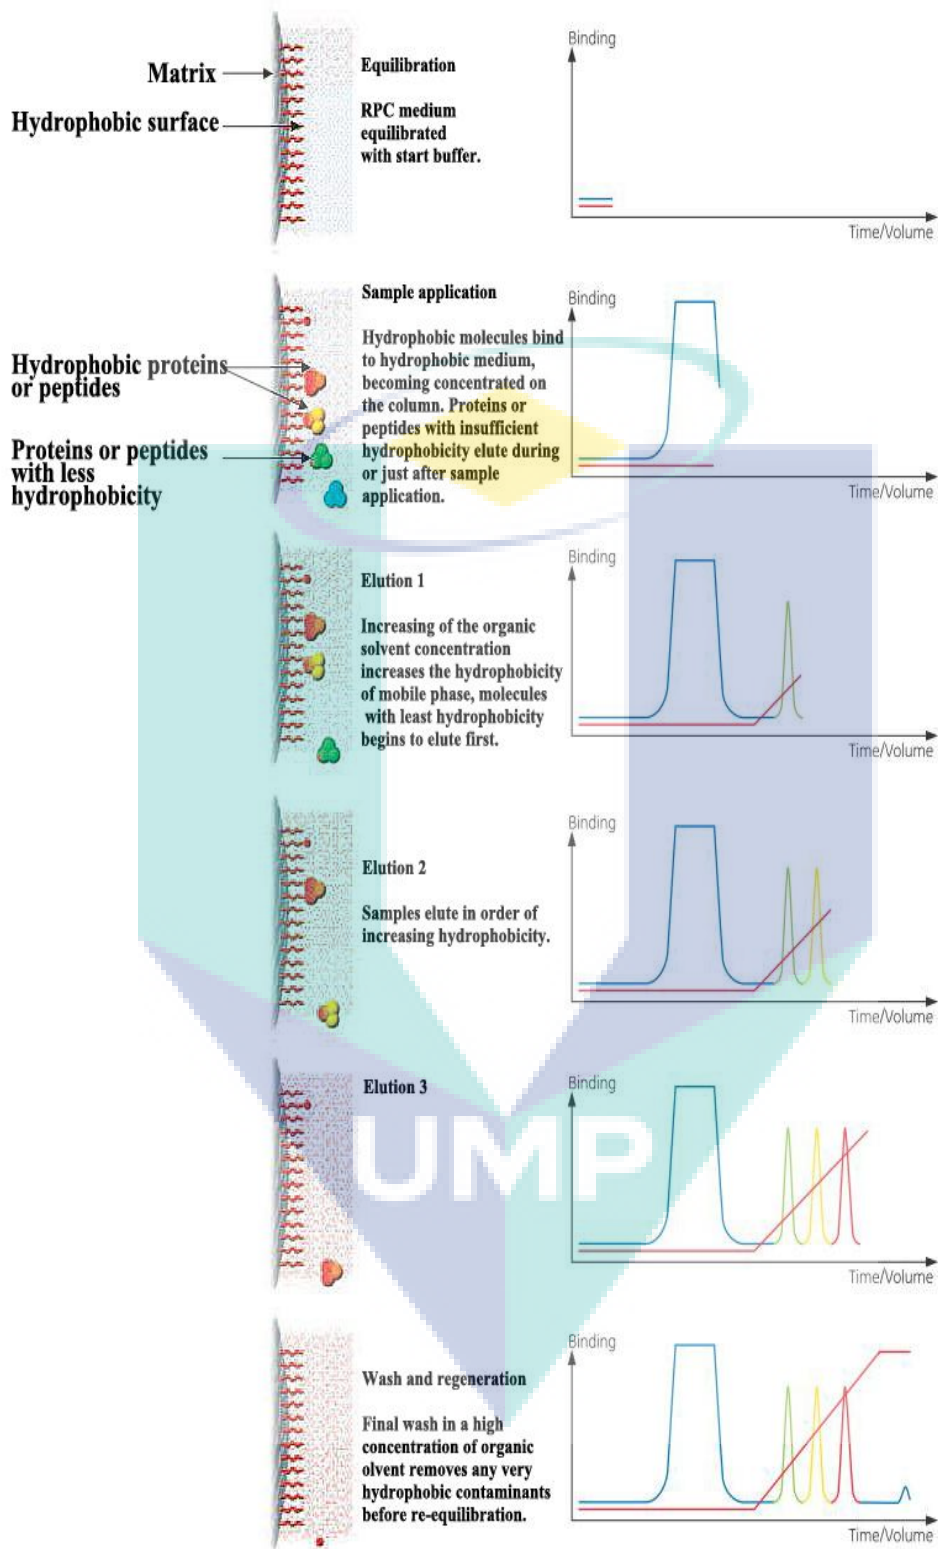 Matrix
Hydrophobic surface
Equilibration
RPC medium
equilibrated
with start buffer.
Binding
Time/Volume
Hydrophobic proteins
or peptides
Proteins or peptides
with less
hydrophobicity
Sample application
Hydrophobic molecules bind
to hydrophobic medium,
becoming concentrated on
the column. Proteins or
peptides with insufficient
hydrophobicity elute during
or just after sample
application.
Binding
Time/Volume
Elution 1
Increasing of the organic
solvent concentration
increases the hydrophobicity
of mobile phase, molecules
with least hydrophobicity
begins to elute first.
Binding
Time/Volume
Elution 2
Samples elute in order of
increasing hydrophobicity.
Binding
Time/Volume
Elution 3
Binding
Time/Volume
UMP
Wash and regeneration
Final wash in a high
concentration of organic
olvent removes any very
hydrophobic contaminants
before re-equilibration.
Binding
Time/Volume